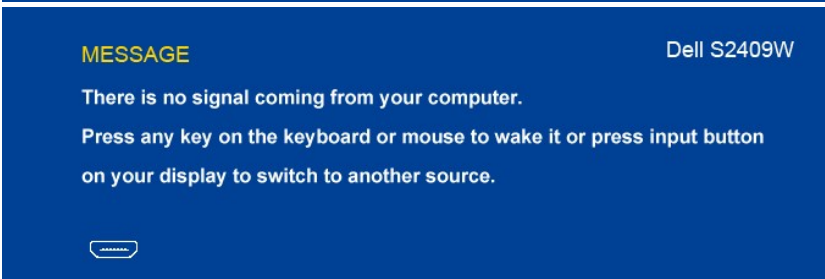 MESSAGE
Dell S2409W
There is no signal coming from your computer.
Press any key on the keyboard or mouse to wake it or press input button
on your display to switch to another source.